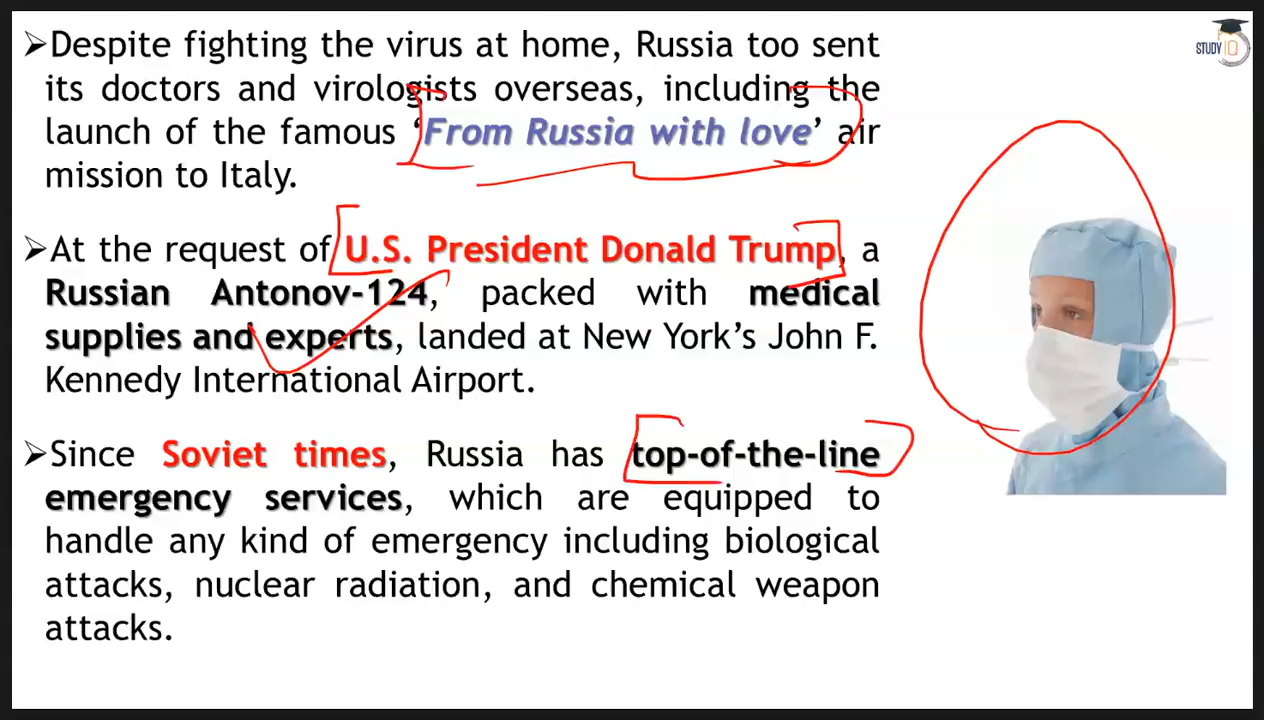 ➢Despite fighting the virus at home, Russia too sent
its doctors and virologists overseas, including the
launch of the famous ‘From Russia with love’ air
mission to Italy.
➢At the request of U.S. President Donald Trump, a
Russian Antonov-124, packed with medical
supplies and experts, landed at New York’s John F.
Kennedy International Airport.
➢Since Soviet times, Russia has top-of-the-line
emergency services, which are equipped to
handle any kind of emergency including biological
attacks, nuclear radiation, and chemical weapon
attacks.
STUDY IQ